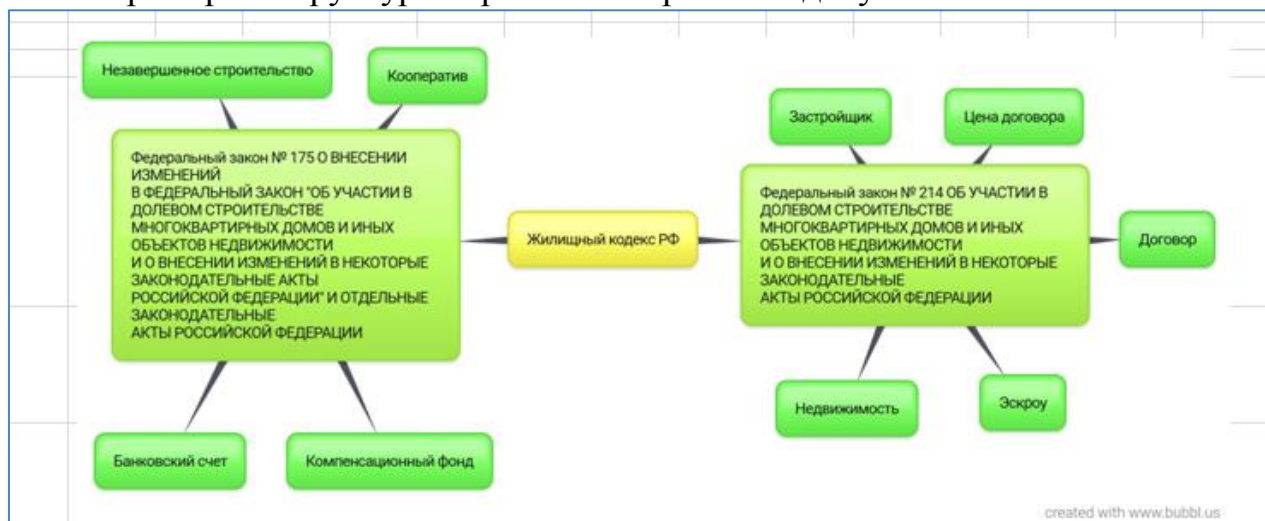 Незавершенное строительство
Кооператив
Федеральный закон № 175 О ВНЕСЕНИИ
ИЗМЕНЕНИЙ
В ФЕДЕРАЛЬНЫЙ ЗАКОН "ОБ УЧАСТИИ В
ДОЛЕВОМ СТРОИТЕЛЬСТВЕ
МНОГОКВАРТИРНЫХ ДОМОВ И ИНЫХ
ОБЪЕКТОВ НЕДВИЖИМОСТИ
И О ВНЕСЕНИИ ИЗМЕНЕНИЙ В НЕКОТОРЫЕ
ЗАКОНОДАТЕЛЬНЫЕ АКТЫ
РОССИЙСКОЙ ФЕДЕРАЦИИ" И ОТДЕЛЬНЫЕ
ЗАКОНОДАТЕЛЬНЫЕ
АКТЫ РОССИЙСКОЙ ФЕДЕРАЦИИ
Банковский счет
Компенсационный фонд
Жилищный кодекс РФ
Застройщик
Цена договора
Федеральный закон № 214 ОБ УЧАСТИИ В
ДОЛЕВОМ СТРОИТЕЛЬСТВЕ
МНОГОКВАРТИРНЫХ ДОМОВ И ИНЫХ
ОБЪЕКТОВ НЕДВИЖИМОСТИ
И О ВНЕСЕНИИ ИЗМЕНЕНИЙ В НЕКОТОРЫЕ
ЗАКОНОДАТЕЛЬНЫЕ
АКТЫ РОССИЙСКОЙ ФЕДЕРАЦИИ
Договор
Недвижимость
Эскроу
created with www.bubbl.us